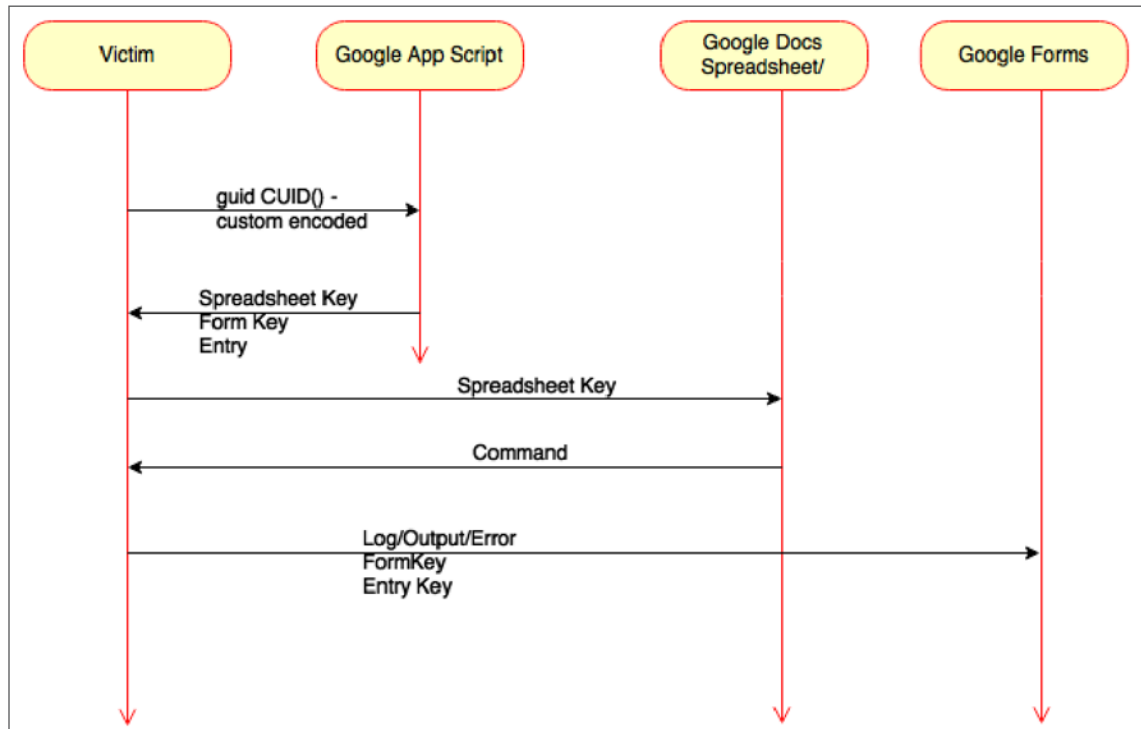 Victim
Google App Script
Google Docs
Spreadsheet/
Google Forms
guid CUID() -
custom encoded
Spreadsheet Key
Form Key
Entry
Spreadsheet Key
Command
Log/Output/Error
FormKey
Entry Key